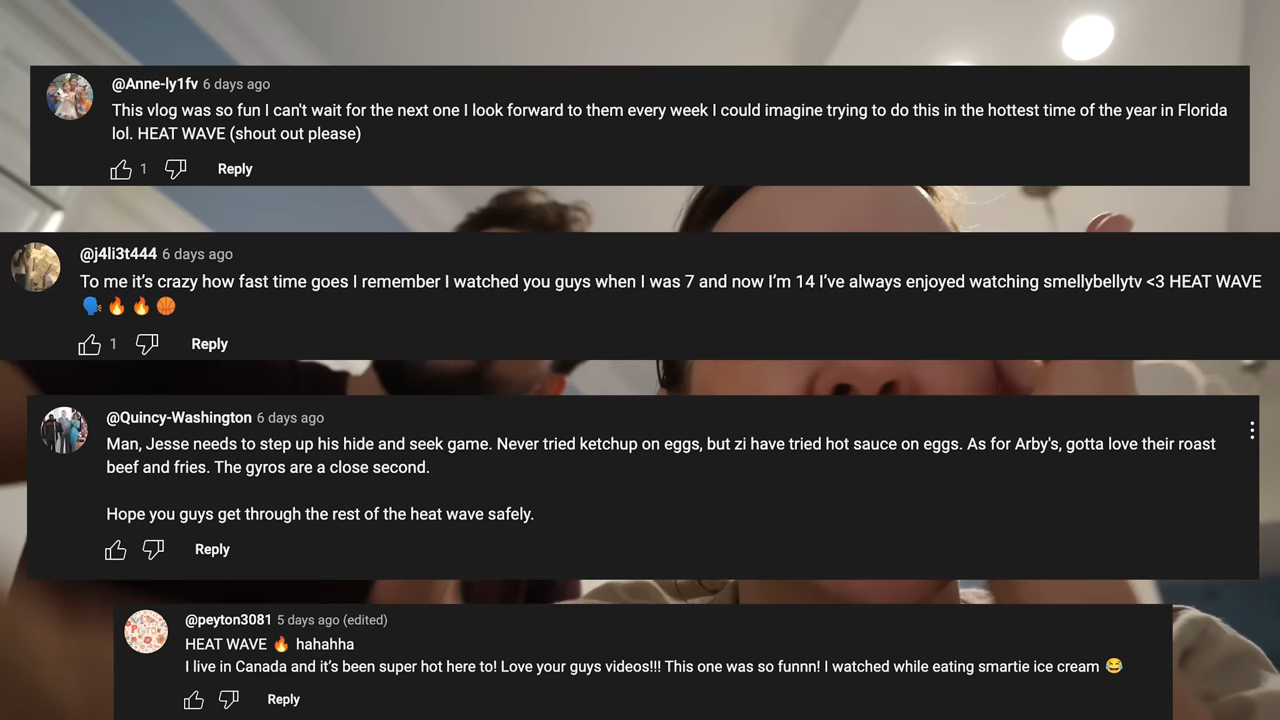 @Anne-ly1fv 6 days ago
This vlog was so fun I can't wait for the next one I look forward to them every week I could imagine trying to do this in the hottest time of the year in Florida
lol. HEAT WAVE (shout out please)
1 Reply
@j4li3t444 6 days ago
To me it’s crazy how fast time goes I remember I watched you guys when I was 7 and now I’m 14 I’ve always enjoyed watching smellybellytv <3 HEAT WAVE
🗣️🔥🔥🏀
1 Reply
@Quincy-Washington 6 days ago
Man, Jesse needs to step up his hide and seek game. Never tried ketchup on eggs, but zi have tried hot sauce on eggs. As for Arby's, gotta love their roast
beef and fries. The gyros are a close second.
Hope you guys get through the rest of the heat wave safely.
Reply
@peyton3081 5 days ago (edited)
HEAT WAVE 🔥 hahahha
I live in Canada and it’s been super hot here to! Love your guys videos!!! This one was so funnn! I watched while eating smartie ice cream 😂
Reply